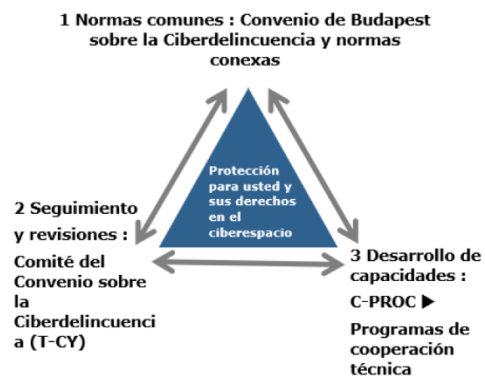 1 Normas comunes : Convenio de Budapest
sobre la Ciberdelincuencia y normas
conexas
Protección
para usted y
sus derechos
en el
ciberespacio
2 Seguimiento
y revisiones :
Comité del
Convenio sobre
la
Ciberdelincuenci
a (T-CY)
3 Desarrollo de
capacidades :
C-PROC ▶
Programas de
cooperación
técnica